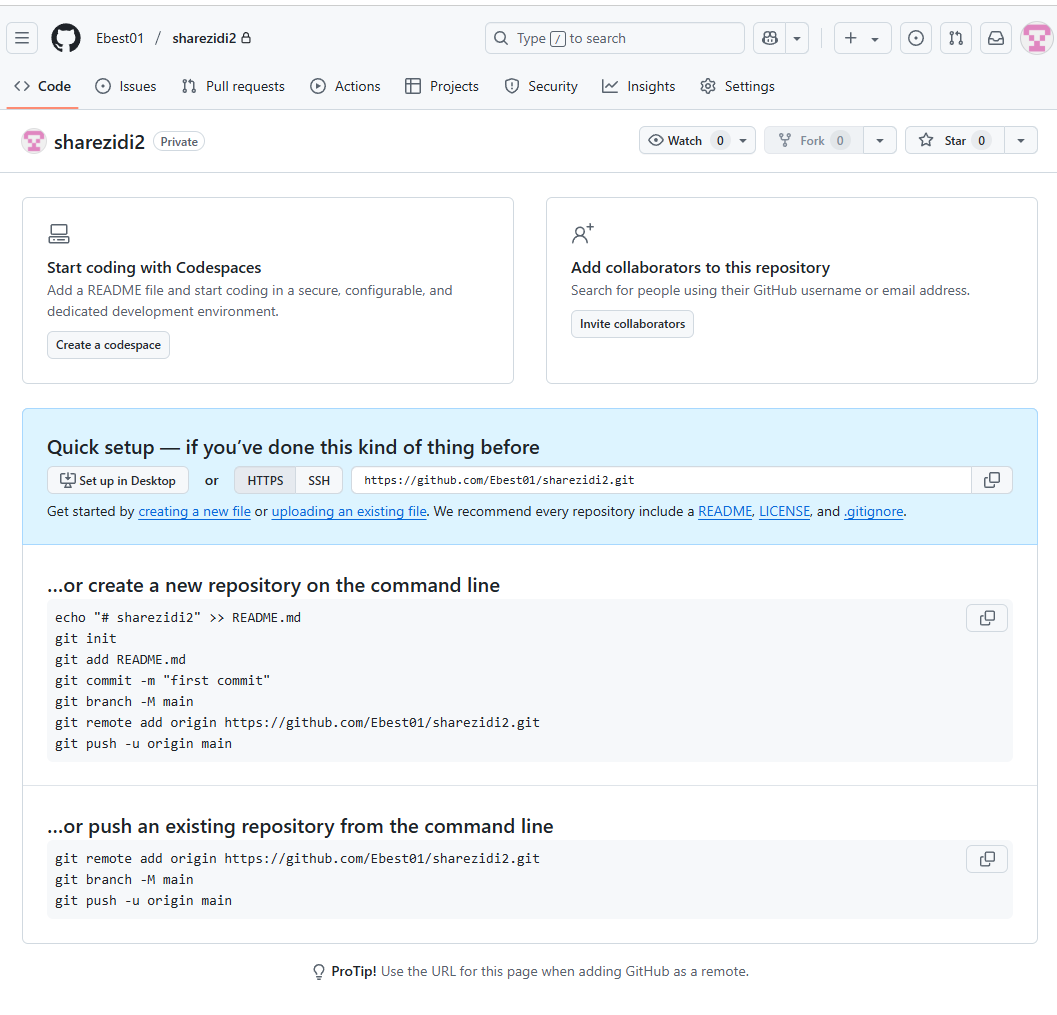 Ebest01 / sharezidi2
Type / to search
Code Issues Pull requests Actions Projects Security Insights Settings
sharezidi2 Private
Watch 0 Fork 0 Star 0
Start coding with Codespaces
Add a README file and start coding in a secure, configurable, and
dedicated development environment.
Create a codespace
Add collaborators to this repository
Search for people using their GitHub username or email address.
Invite collaborators
Quick setup — if you’ve done this kind of thing before
Set up in Desktop or HTTPS SSH https://github.com/Ebest01/sharezidi2.git
Get started by creating a new file or uploading an existing file. We recommend every repository include a README, LICENSE, and .gitignore.
…or create a new repository on the command line
echo "# sharezidi2" >> README.md
git init
git add README.md
git commit -m "first commit"
git branch -M main
git remote add origin https://github.com/Ebest01/sharezidi2.git
git push -u origin main
…or push an existing repository from the command line
git remote add origin https://github.com/Ebest01/sharezidi2.git
git branch -M main
git push -u origin main
ProTip! Use the URL for this page when adding GitHub as a remote.